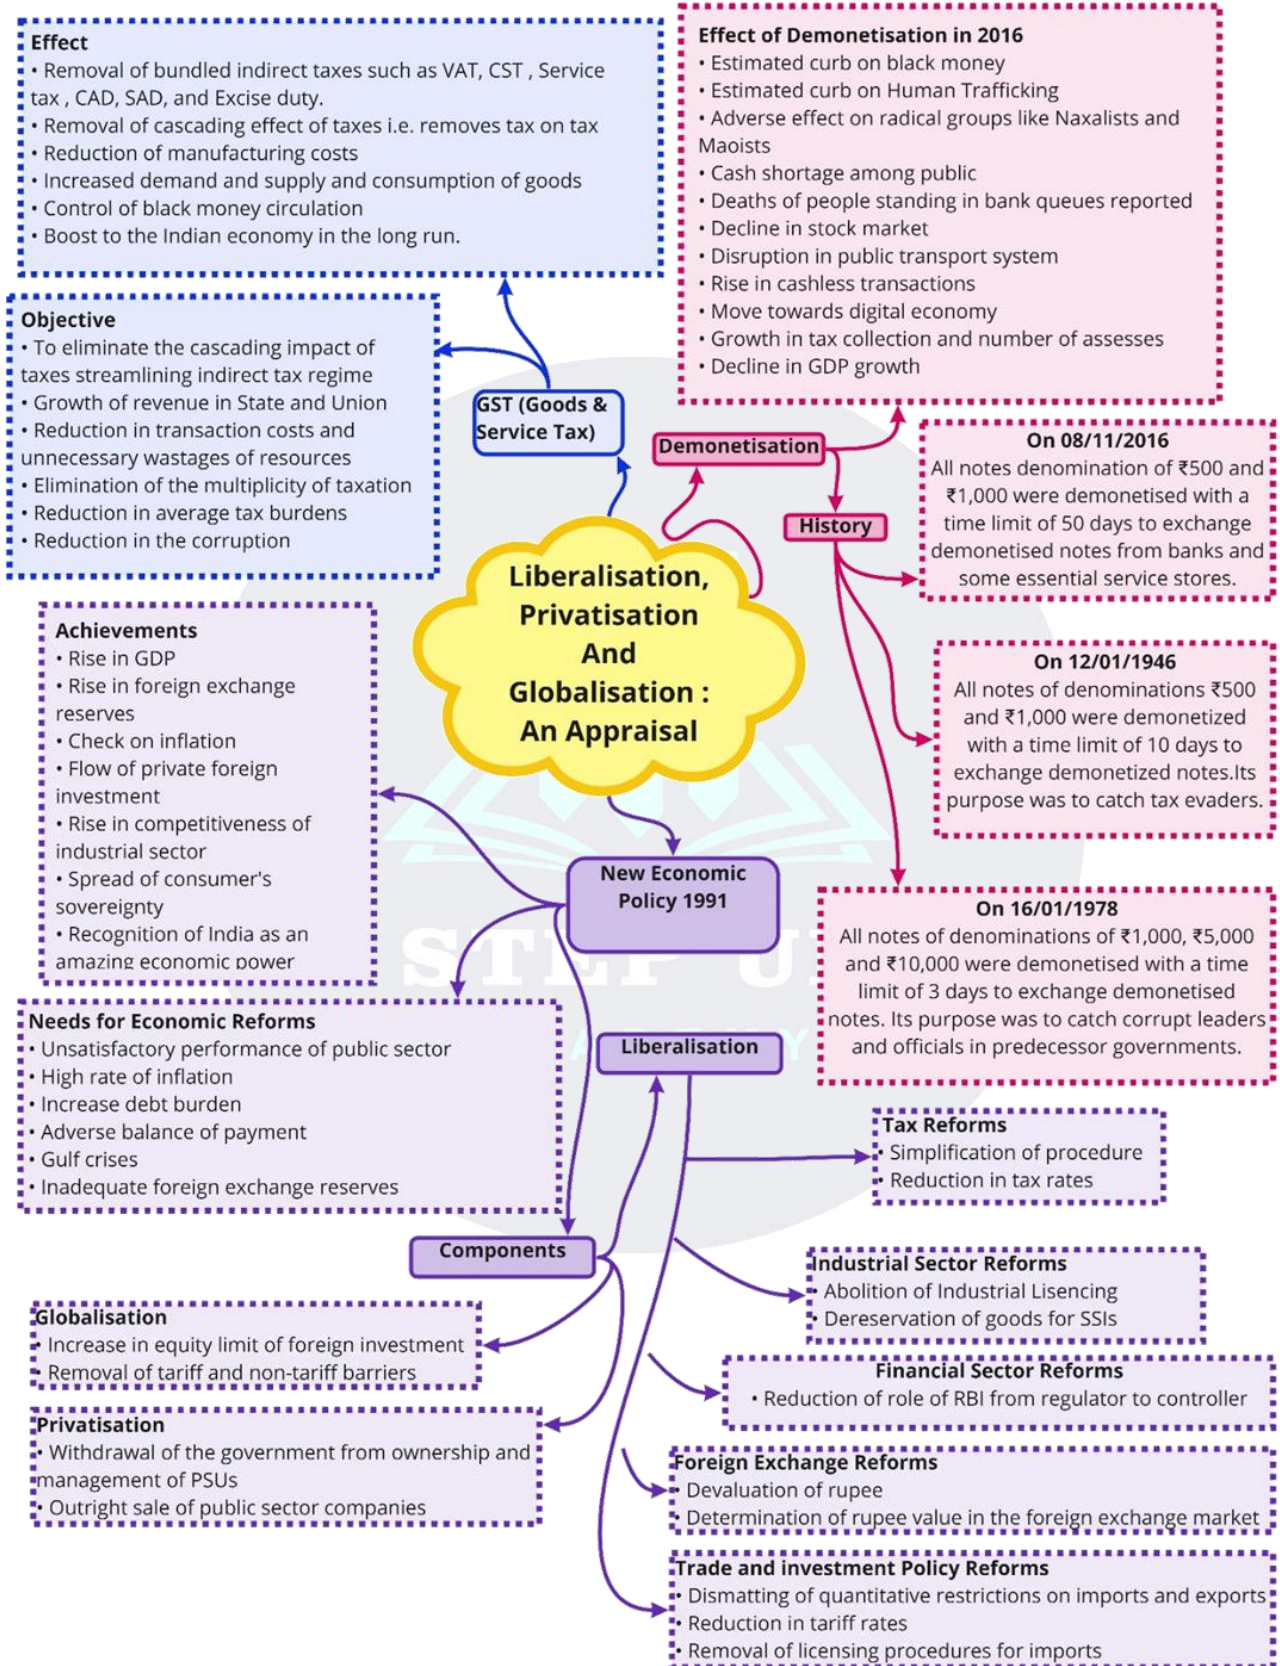 Effect
• Removal of bundled indirect taxes such as VAT, CST , Service
tax , CAD, SAD, and Excise duty.
• Removal of cascading effect of taxes i.e. removes tax on tax
• Reduction of manufacturing costs
• Increased demand and supply and consumption of goods
• Control of black money circulation
• Boost to the Indian economy in the long run.
Effect of Demonetisation in 2016
• Estimated curb on black money
• Estimated curb on Human Trafficking
• Adverse effect on radical groups like Naxalists and
Maoists
• Cash shortage among public
• Deaths of people standing in bank queues reported
• Decline in stock market
• Disruption in public transport system
• Rise in cashless transactions
• Move towards digital economy
• Growth in tax collection and number of assesses
• Decline in GDP growth
Objective
• To eliminate the cascading impact of
taxes streamlining indirect tax regime
• Growth of revenue in State and Union
• Reduction in transaction costs and
unnecessary wastages of resources
• Elimination of the multiplicity of taxation
• Reduction in average tax burdens
• Reduction in the corruption
GST (Goods &
Service Tax)
Demonetisation
History
On 08/11/2016
All notes denomination of ₹500 and
₹1,000 were demonetised with a
time limit of 50 days to exchange
demonetised notes from banks and
some essential service stores.
Liberalisation,
Privatisation
And
Globalisation :
An Appraisal
On 12/01/1946
All notes of denominations ₹500
and ₹1,000 were demonetized
with a time limit of 10 days to
exchange demonetized notes.Its
purpose was to catch tax evaders.
Achievements
• Rise in GDP
• Rise in foreign exchange
reserves
• Check on inflation
• Flow of private foreign
investment
• Rise in competitiveness of
industrial sector
• Spread of consumer's
sovereignty
• Recognition of India as an
amazing economic power
New Economic
Policy 1991
On 16/01/1978
All notes of denominations of ₹1,000, ₹5,000
and ₹10,000 were demonetised with a time
limit of 3 days to exchange demonetised
notes. Its purpose was to catch corrupt leaders
and officials in predecessor governments.
STEP U
Needs for Economic Reforms
• Unsatisfactory performance of public sector
• High rate of inflation
• Increase debt burden
• Adverse balance of payment
• Gulf crises
• Inadequate foreign exchange reserves
Liberalisation
Tax Reforms
• Simplification of procedure
• Reduction in tax rates
Components
Industrial Sector Reforms
• Abolition of Industrial Lisencing
• Dereservation of goods for SSIs
Globalisation
• Increase in equity limit of foreign investment
• Removal of tariff and non-tariff barriers
Financial Sector Reforms
• Reduction of role of RBI from regulator to controller
Privatisation
• Withdrawal of the government from ownership and
management of PSUs
• Outright sale of public sector companies
Foreign Exchange Reforms
• Devaluation of rupee
• Determination of rupee value in the foreign exchange market
Trade and investment Policy Reforms
• Dismatting of quantitative restrictions on imports and exports
• Reduction in tariff rates
• Removal of licensing procedures for imports